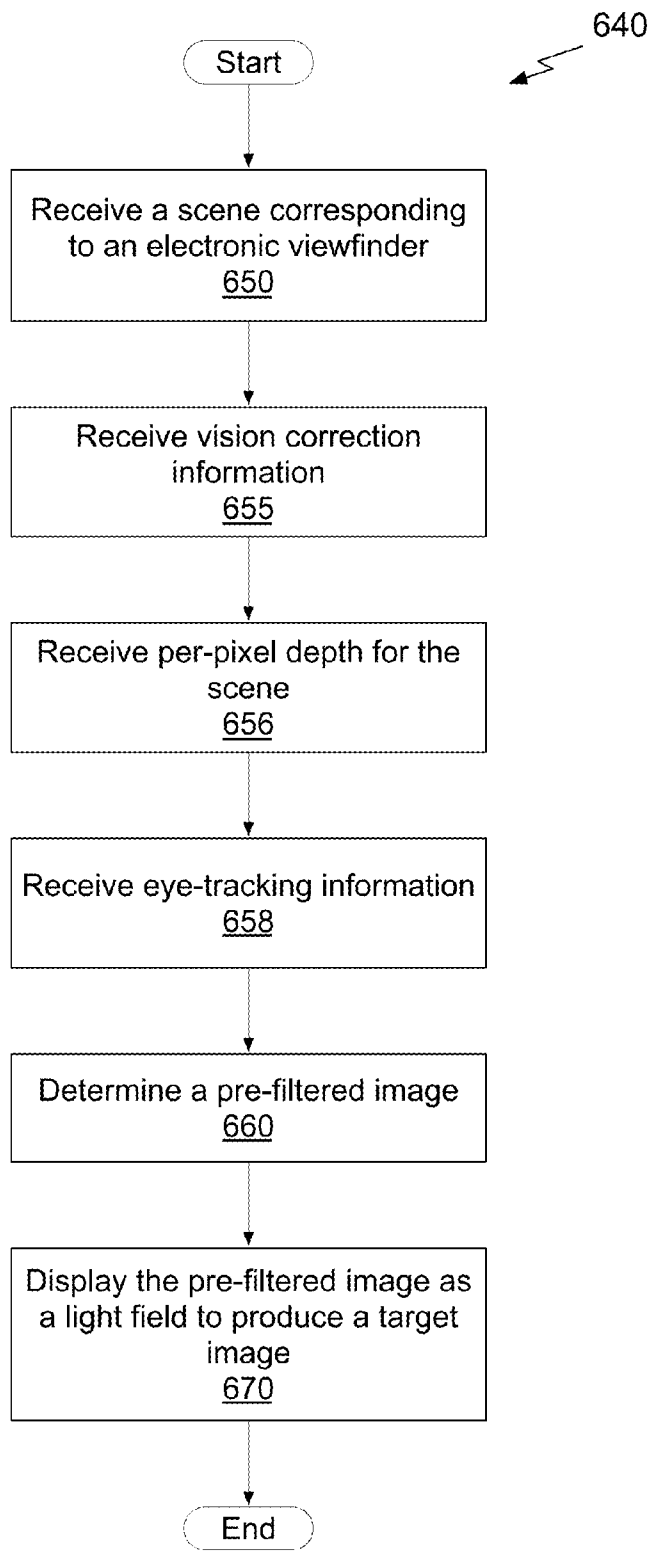 640
Start
Receive a scene corresponding
to an electronic viewfinder
650
Receive vision correction
information
655
Receive per-pixel depth for the
scene
656
Receive eye-tracking information
658
Determine a pre-filtered image
660
Display the pre-filtered image as
a light field to produce a target
image
670
End